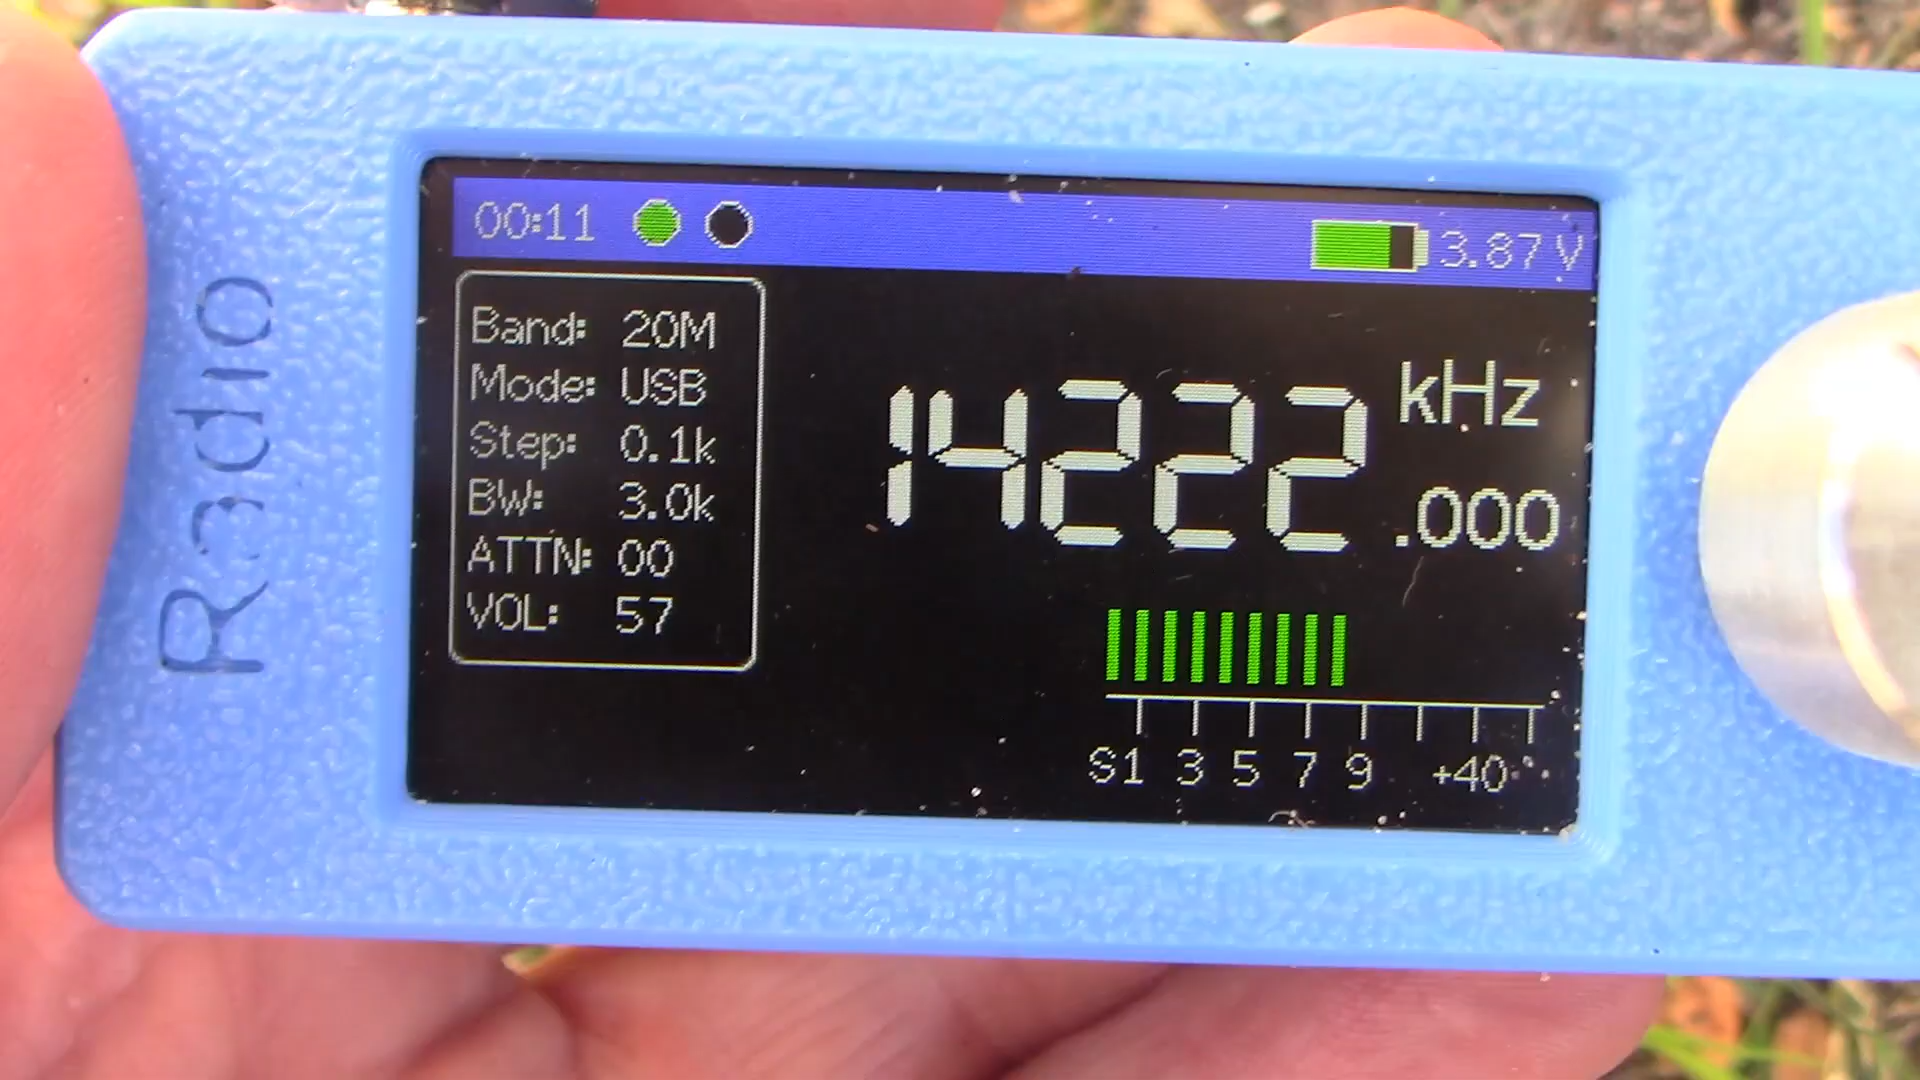 Radio
00:11
3.87 V
Band: 20M
Mode: USB
Step: 0.1k
BW: 3.0k
ATTN: 00
VOL: 57
14222.000 kHz
S1 3 5 7 9 +40